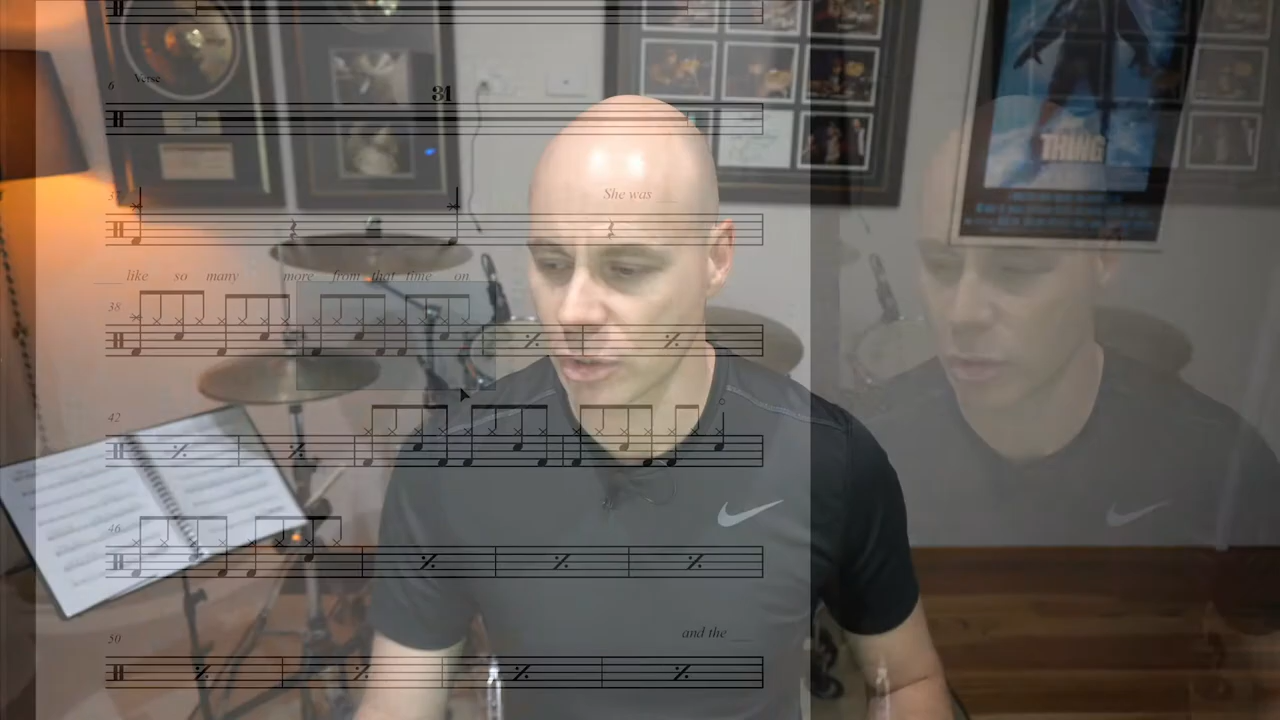 6 Verse
31
37 She was
like so many more from that time on
38
42
46
50 and the
THING